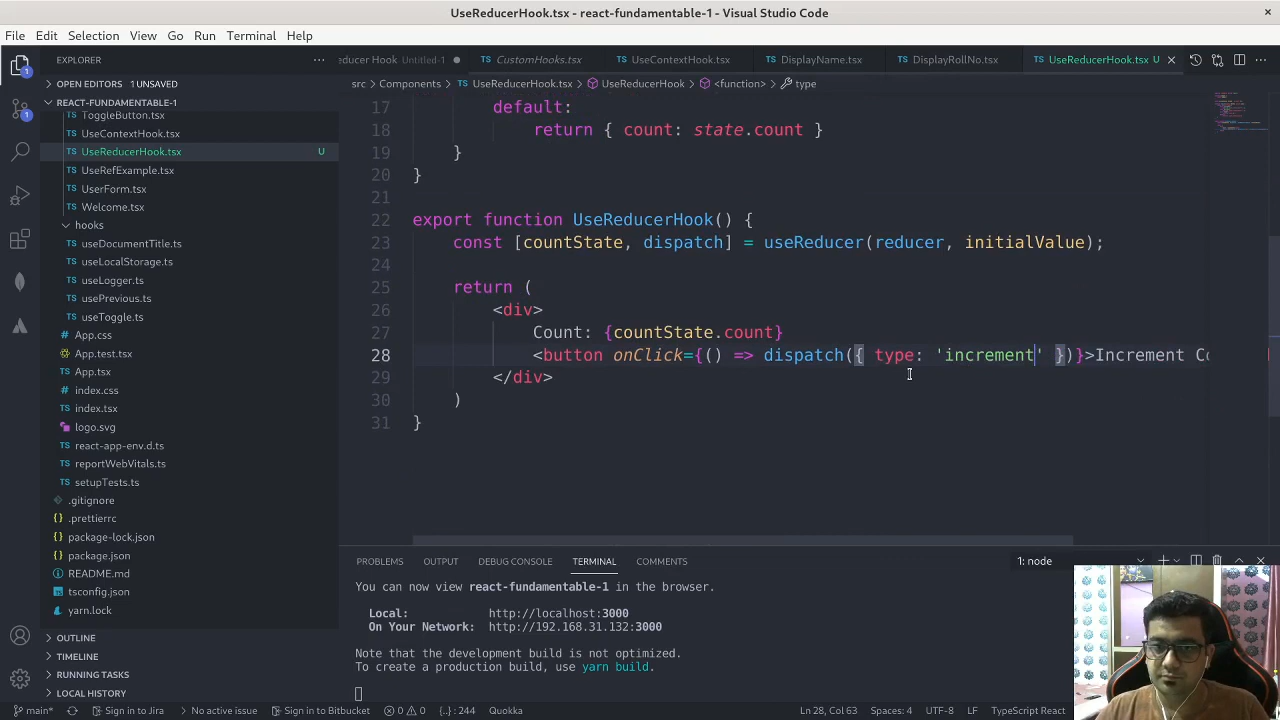 UseReducerHook.tsx - react-fundamentable-1 - Visual Studio Code
File Edit Selection View Go Run Terminal Help
EXPLORER
educer Hook Untitled-1
CustomHooks.tsx
UseContextHook.tsx
DisplayName.tsx
DisplayRollNo.tsx
UseReducerHook.tsx U
OPEN EDITORS 1 UNSAVED
REACT-FUNDAMENTABLE-1
ToggleButton.tsx
UseContextHook.tsx
UseReducerHook.tsx U
UseRefExample.tsx
UserForm.tsx
Welcome.tsx
hooks
useDocumentTitle.ts
useLocalStorage.ts
useLogger.ts
usePrevious.ts
useToggle.ts
App.css
App.test.tsx
App.tsx
index.css
index.tsx
logo.svg
react-app-env.d.ts
reportWebVitals.ts
setupTests.ts
.gitignore
.prettierrc
package-lock.json
package.json
README.md
tsconfig.json
yarn.lock
OUTLINE
TIMELINE
RUNNING TASKS
LOCAL HISTORY
src > Components > UseReducerHook.tsx > UseReducerHook > <function> > type
17 default:
18 return { count: state.count }
19 }
20 }
21
22 export function UseReducerHook() {
23 const [countState, dispatch] = useReducer(reducer, initialValue);
24
25 return (
26 <div>
27 Count: {countState.count}
28 <button onClick={() => dispatch({ type: 'increment' })}>Increment Co
29 </div>
30 )
31 }
PROBLEMS OUTPUT DEBUG CONSOLE TERMINAL COMMENTS 1: node
You can now view react-fundamentable-1 in the browser.
Local: http://localhost:3000
On Your Network: http://192.168.31.132:3000
Note that the development build is not optimized.
To create a production build, use yarn build.
main* Sign in to Jira No active issue Sign in to Bitbucket 0 0 {..} : 244 Quokka Ln 28, Col 63 Spaces: 4 UTF-8 LF TypeScript React